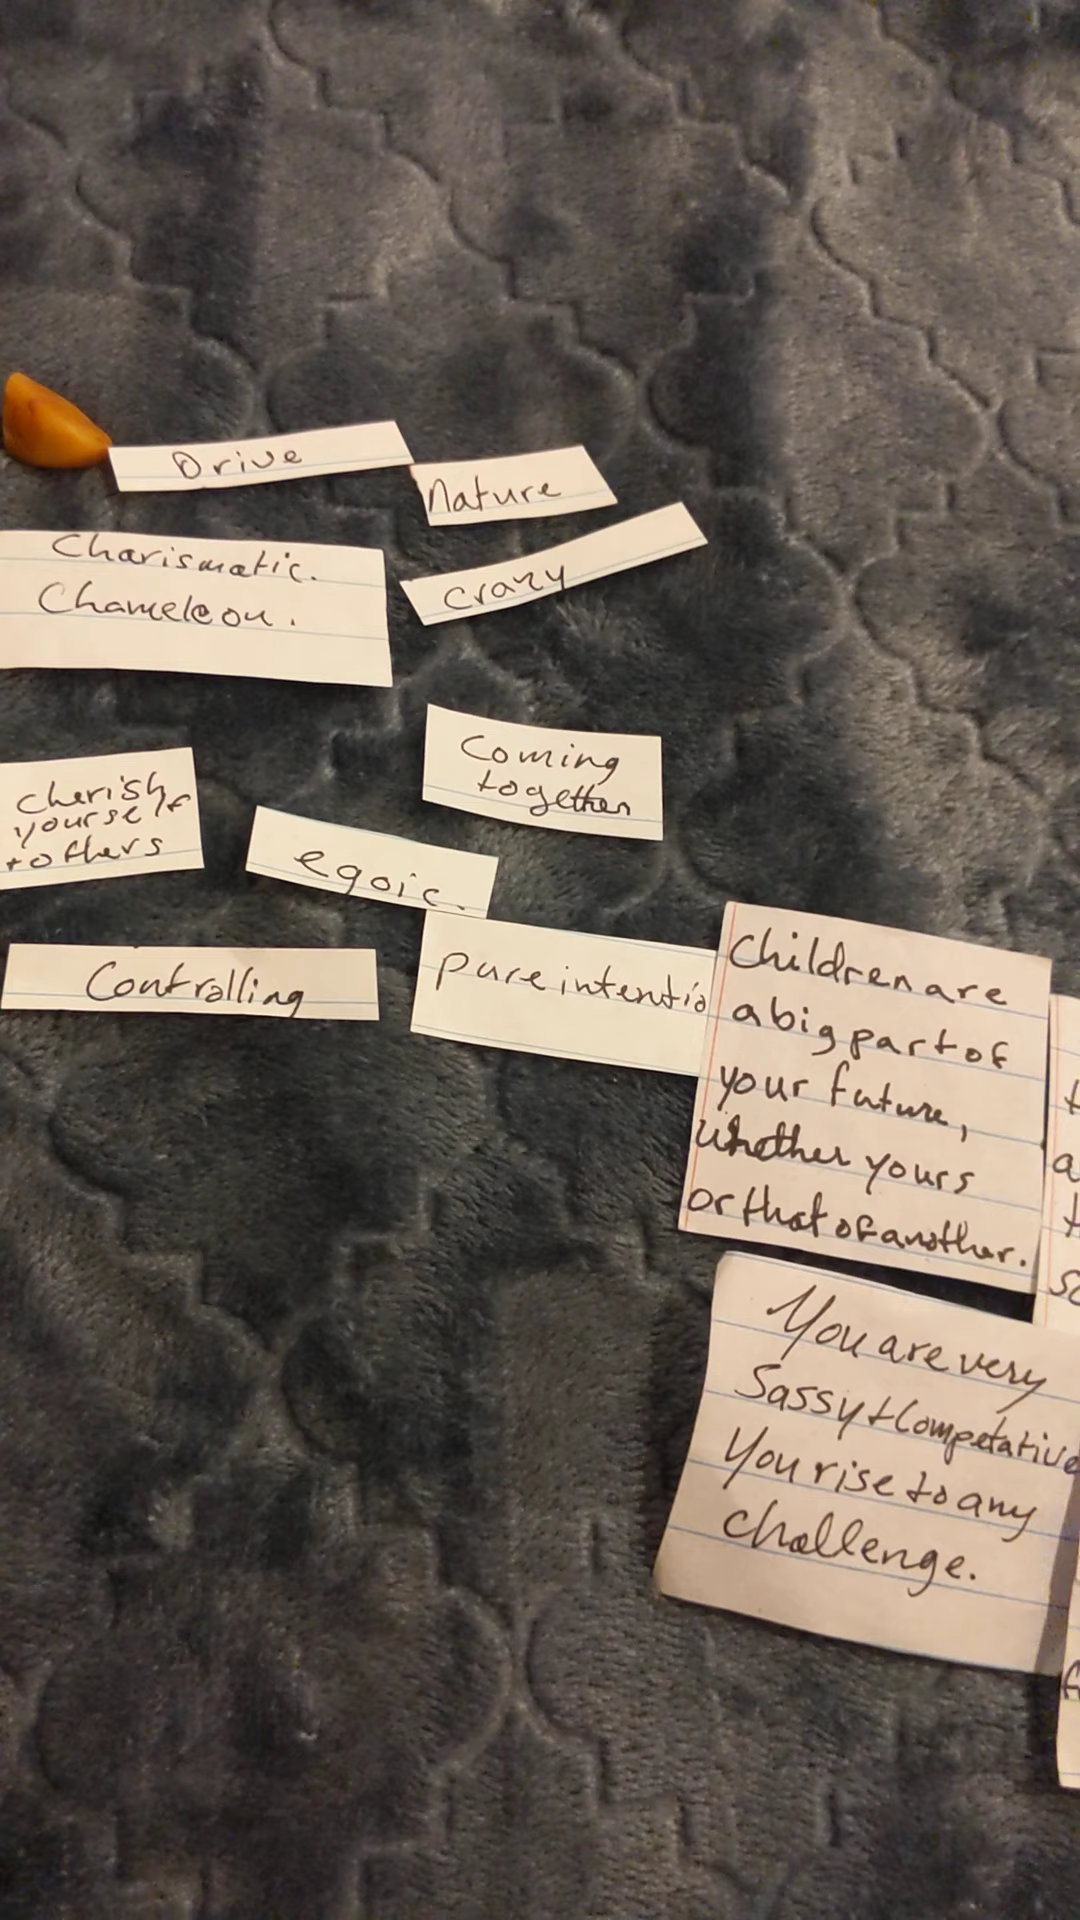 Drive
Nature
Charismatic.
Chameleon.
crazy
Coming
together
cherish
yourself
+ others
egoic.
Controlling
pure intentio
Children are
a big part of
your future,
whether yours
or that of another.
You are very
Sassy + Competative
You rise to any
challenge.